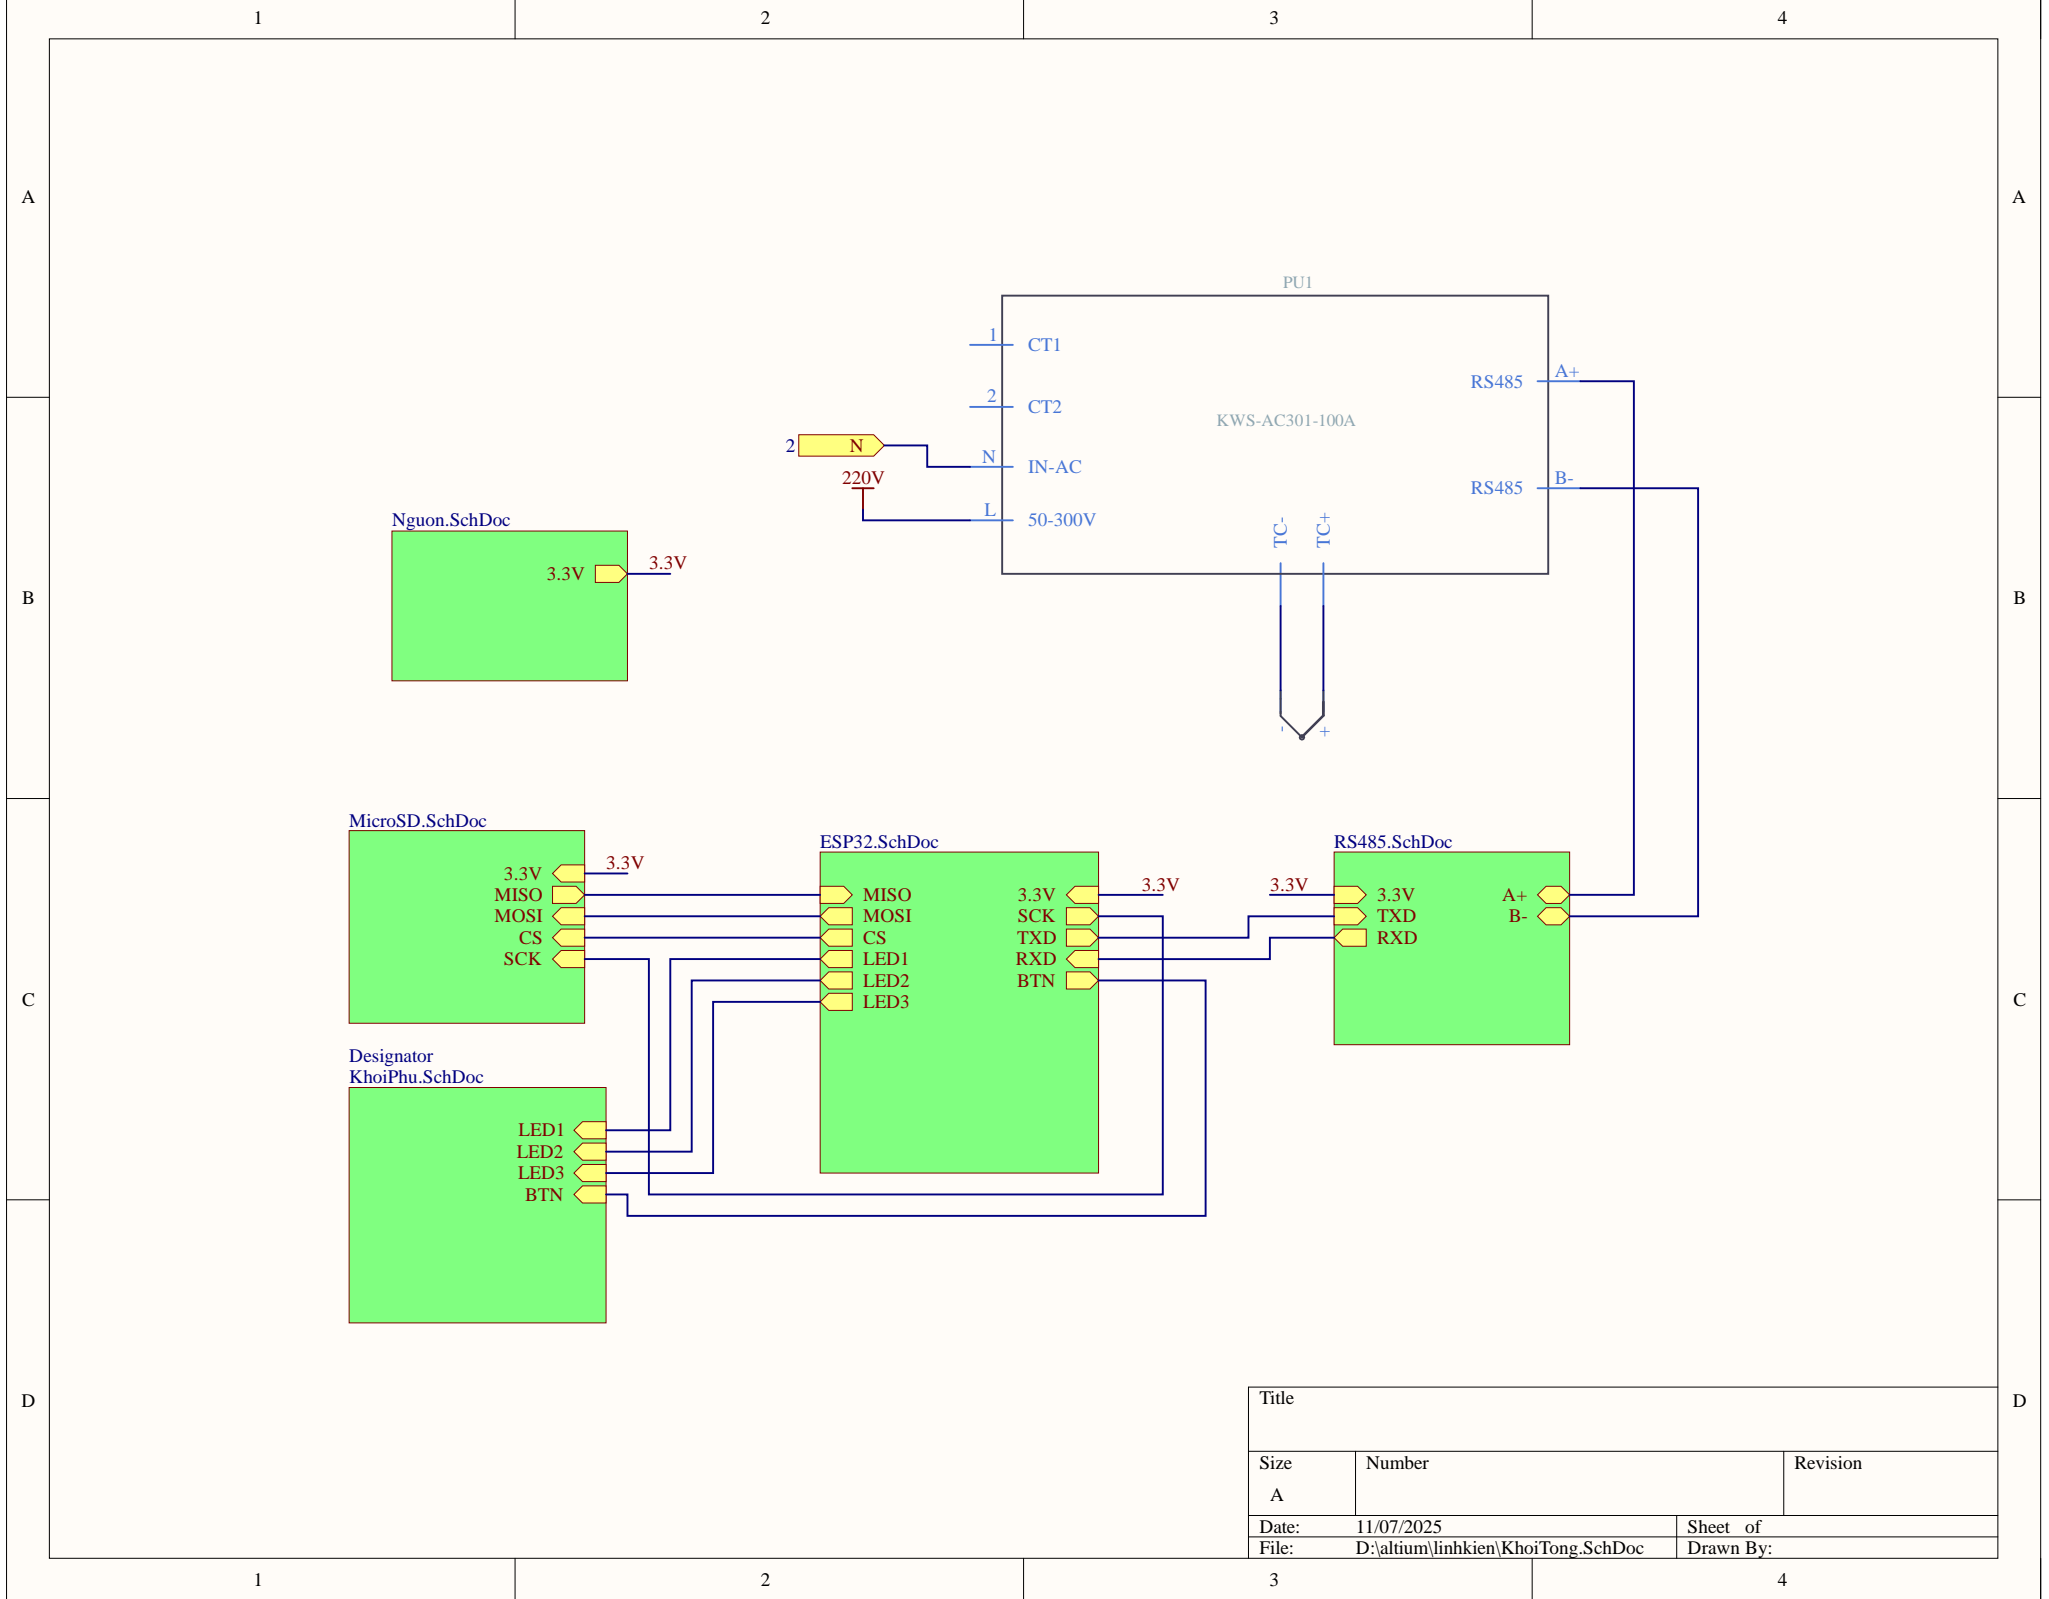 1 2 3 4
A A
PU1
1 CT1
RS485 A+
2 CT2
KWS-AC301-100A
2 N
N IN-AC
220V
RS485 B-
L 50-300V
TC- TC+
Nguon.SchDoc
3.3V 3.3V
B B
- +
MicroSD.SchDoc
3.3V 3.3V
MISO
MOSI
CS
SCK
ESP32.SchDoc
MISO 3.3V 3.3V
MOSI SCK
CS TXD
LED1 RXD
LED2 BTN
LED3
RS485.SchDoc
3.3V 3.3V A+
TXD B-
RXD
C C
Designator
KhoiPhu.SchDoc
LED1
LED2
LED3
BTN
D D
Title
Size Number Revision
A
Date: 11/07/2025 Sheet of
File: D:\altium\linhkien\KhoiTong.SchDoc Drawn By:
1 2 3 4